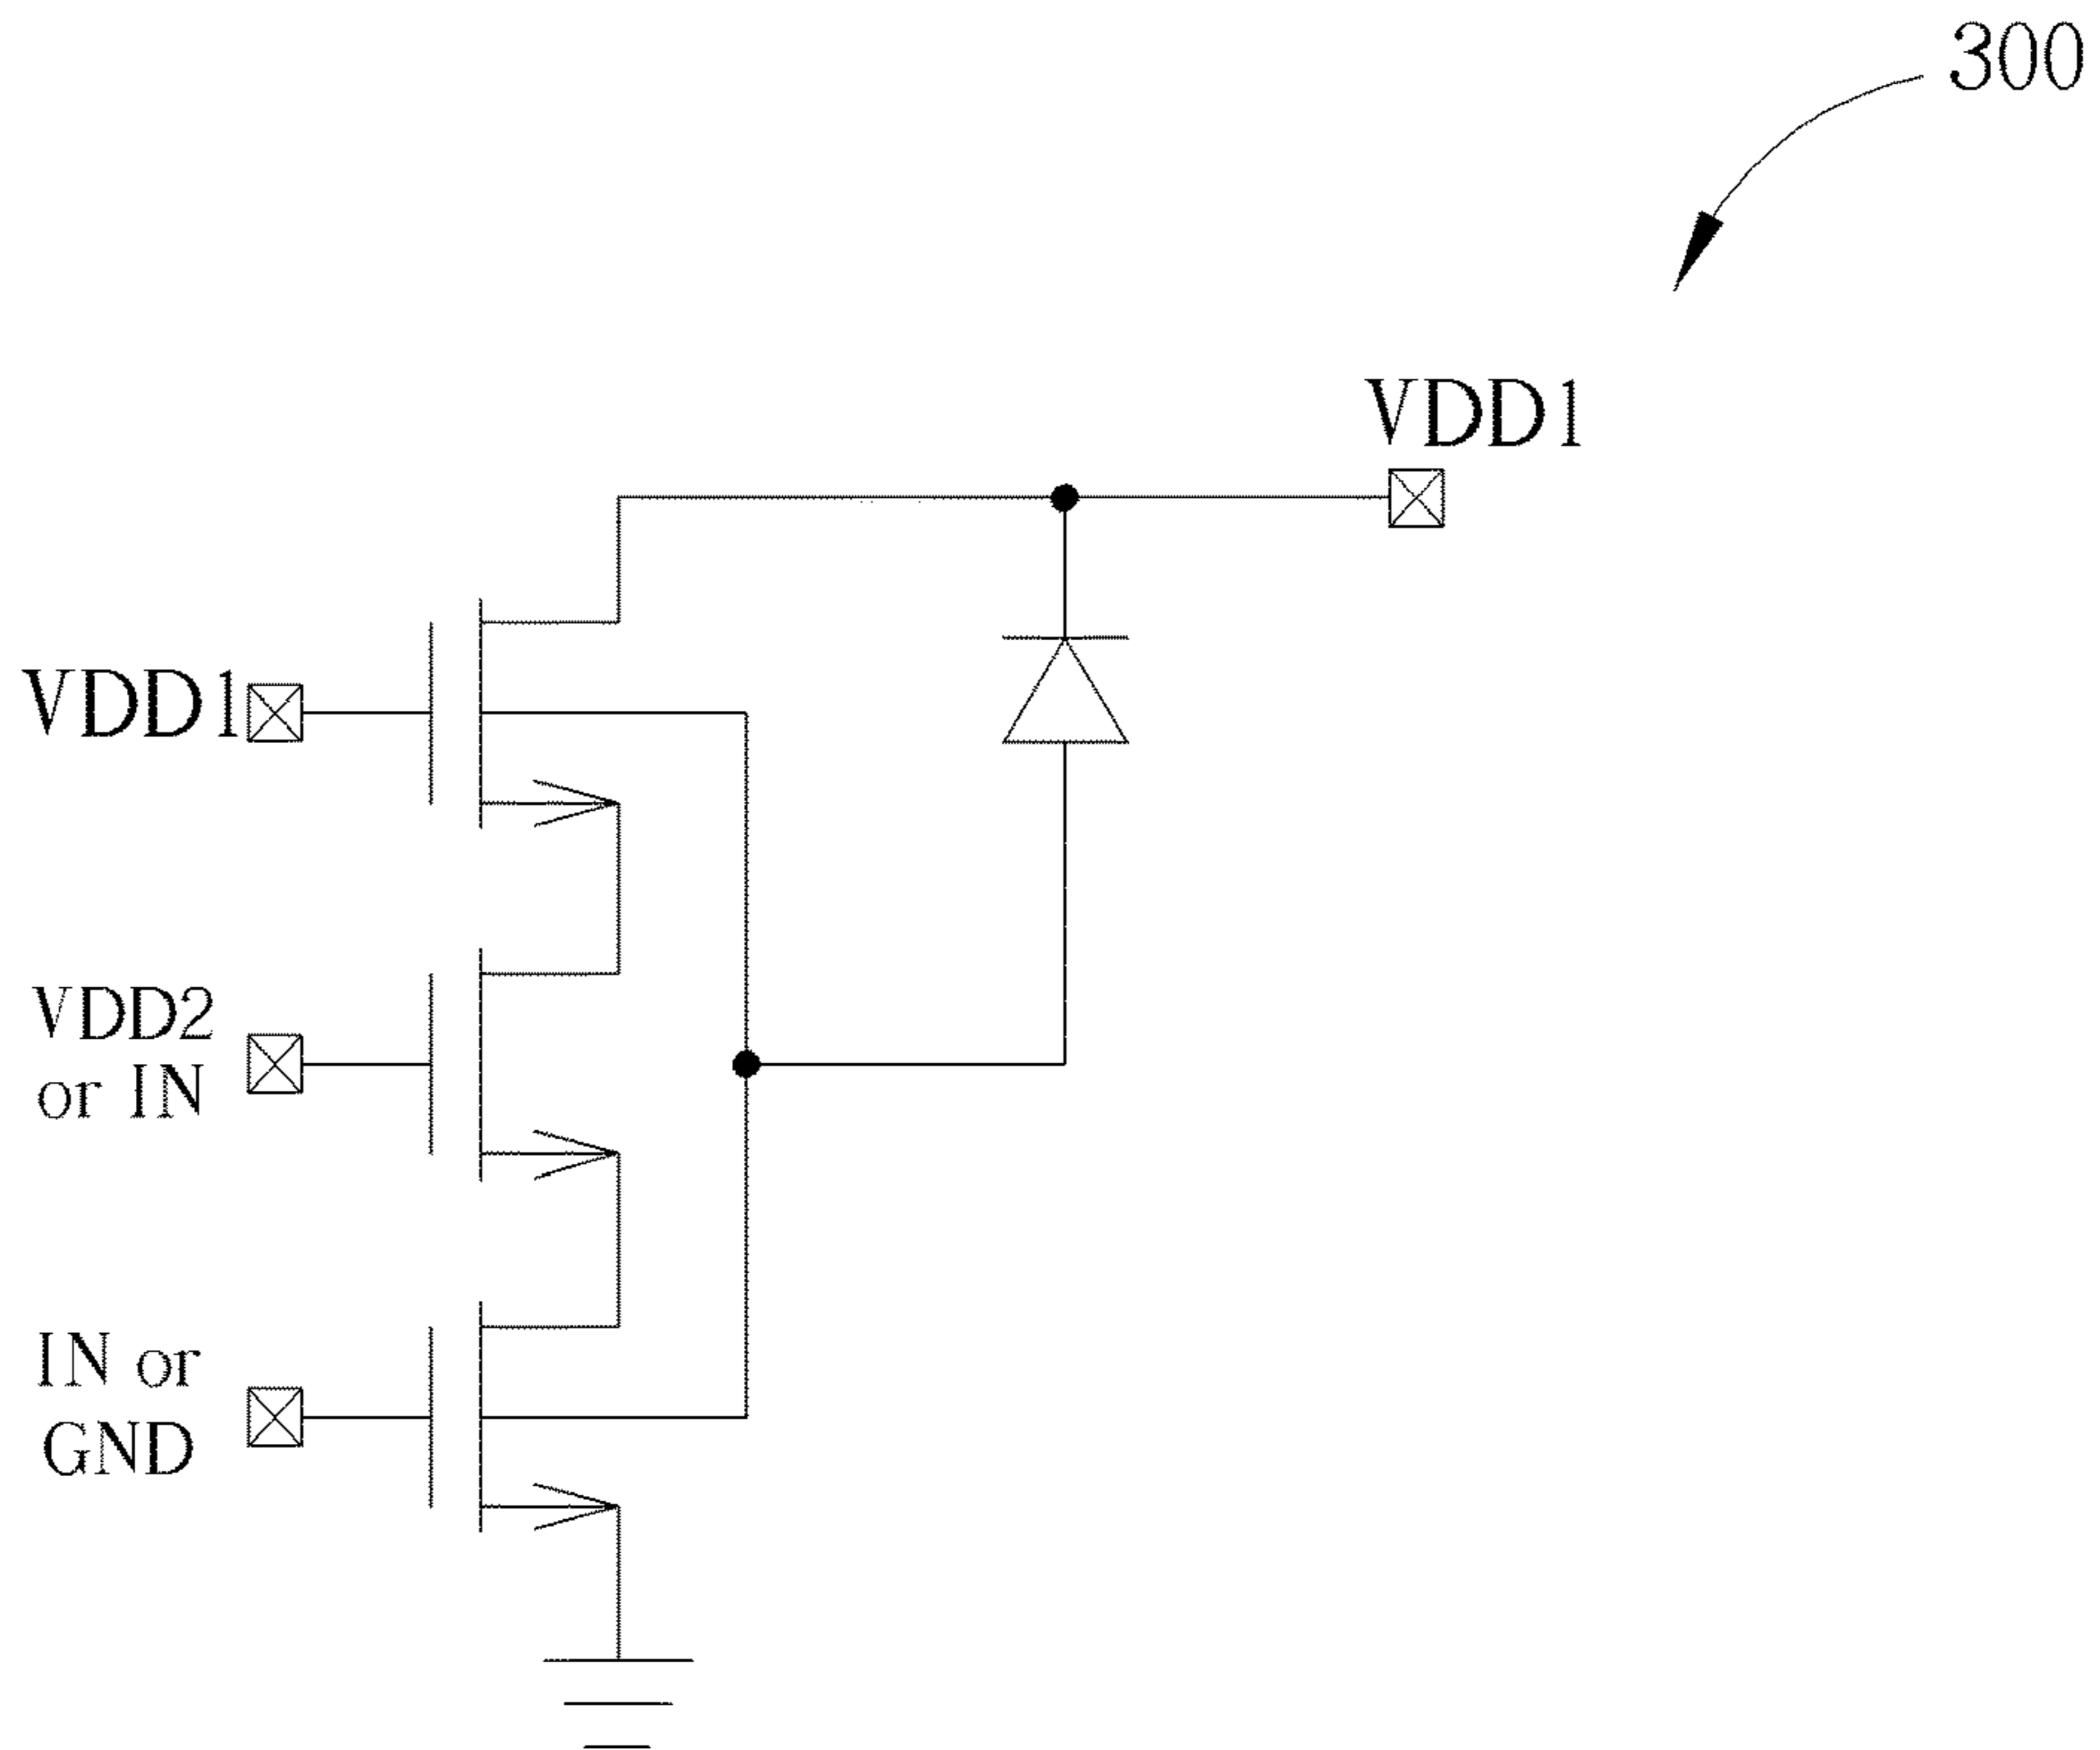 300
VDD1
VDD1
VDD2
or IN
IN or
GND